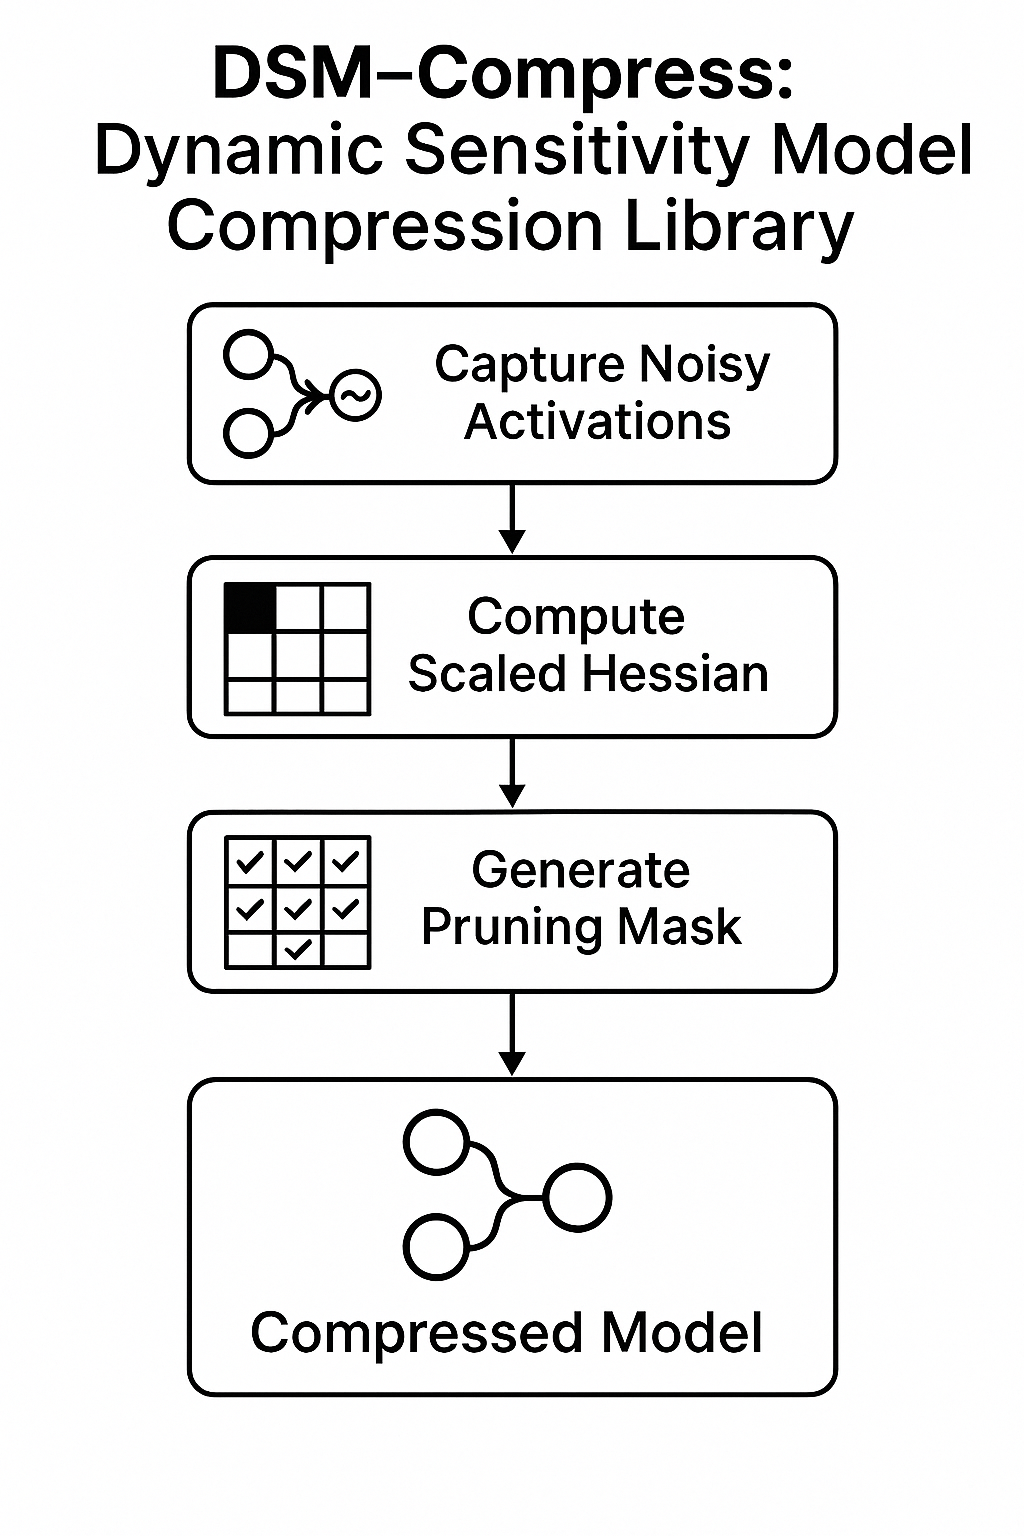 DSM–Compress:
Dynamic Sensitivity Model
Compression Library
Capture Noisy
Activations
Compute
Scaled Hessian
Generate
Pruning Mask
Compressed Model